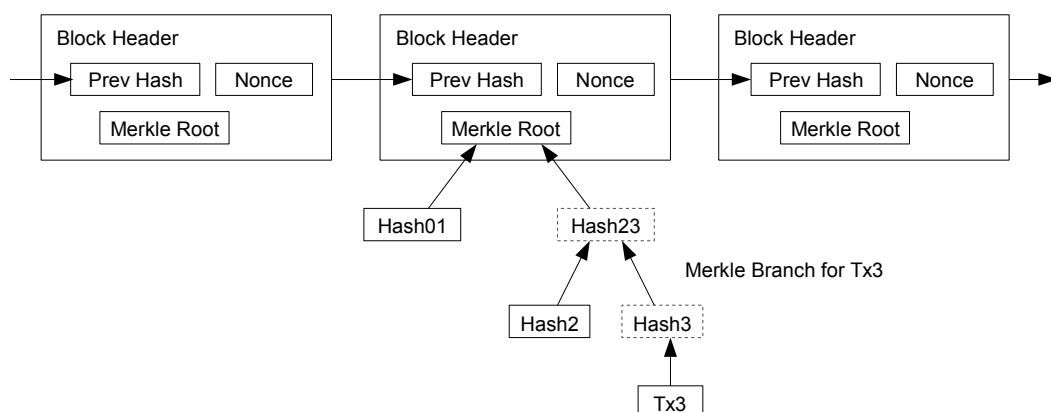 Block Header
Block Header
Block Header
Prev Hash
Nonce
Prev Hash
Nonce
Prev Hash
Nonce
Merkle Root
Merkle Root
Merkle Root
Hash01
Hash23
Merkle Branch for Tx3
Hash2
Hash3
Tx3